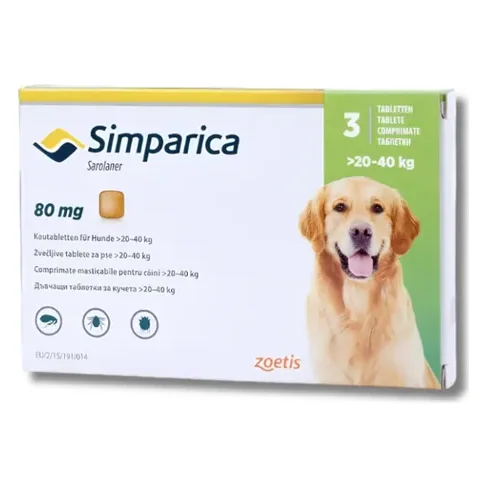 Simparica
Sarolaner
80 mg
Kautabletten für Hunde >20–40 kg
Žvečljive tablete za pse >20–40 kg
Comprimate masticabile pentru câini >20–40 kg
Дъвчащи таблетки за кучета >20–40 kg
EU/2/15/191/014
3
TABLETTEN
TABLETE
COMPRIMATE
ТАБЛЕТКИ
>20-40 kg
zoetis